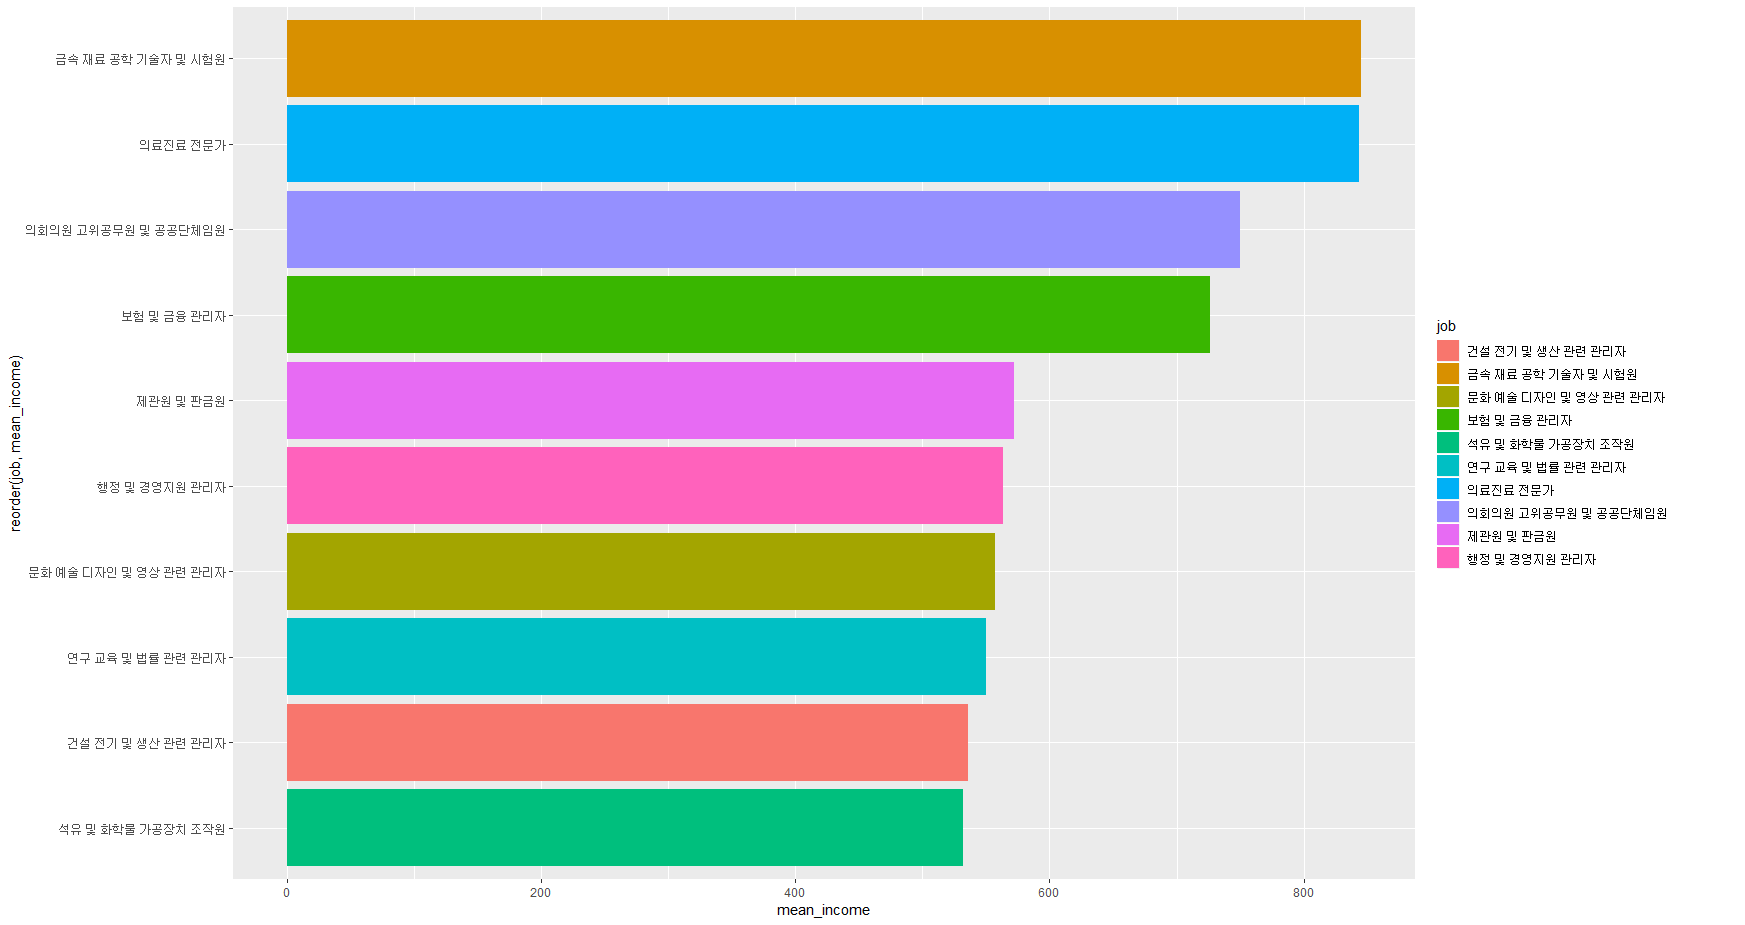 금속 재료 공학 기술자 및 시험원
의료진료 전문가
의회의원 고위공무원 및 공공단체임원
보험 및 금융 관리자
제관원 및 판금원
행정 및 경영지원 관리자
문화 예술 디자인 및 영상 관련 관리자
연구 교육 및 법률 관련 관리자
건설 전기 및 생산 관련 관리자
석유 및 화학물 가공장치 조작원
reorder(job, mean_income)
0 200 400 600 800
mean_income
job
건설 전기 및 생산 관련 관리자
금속 재료 공학 기술자 및 시험원
문화 예술 디자인 및 영상 관련 관리자
보험 및 금융 관리자
석유 및 화학물 가공장치 조작원
연구 교육 및 법률 관련 관리자
의료진료 전문가
의회의원 고위공무원 및 공공단체임원
제관원 및 판금원
행정 및 경영지원 관리자